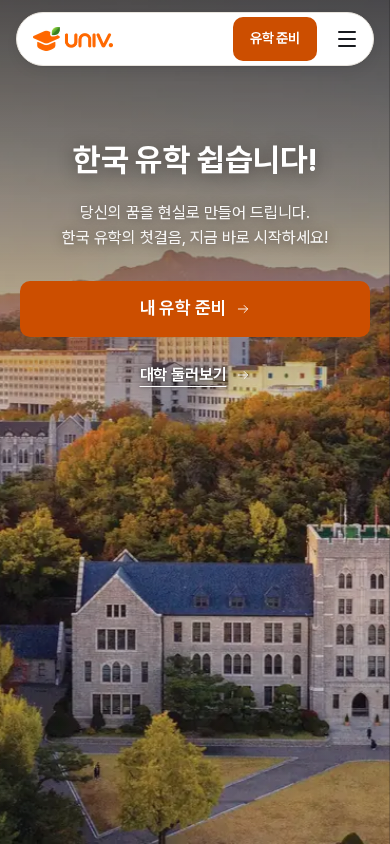 UNIV.
유학 준비
한국 유학 쉽습니다!
당신의 꿈을 현실로 만들어 드립니다.
한국 유학의 첫걸음, 지금 바로 시작하세요!
내 유학 준비 →
대학 둘러보기 →